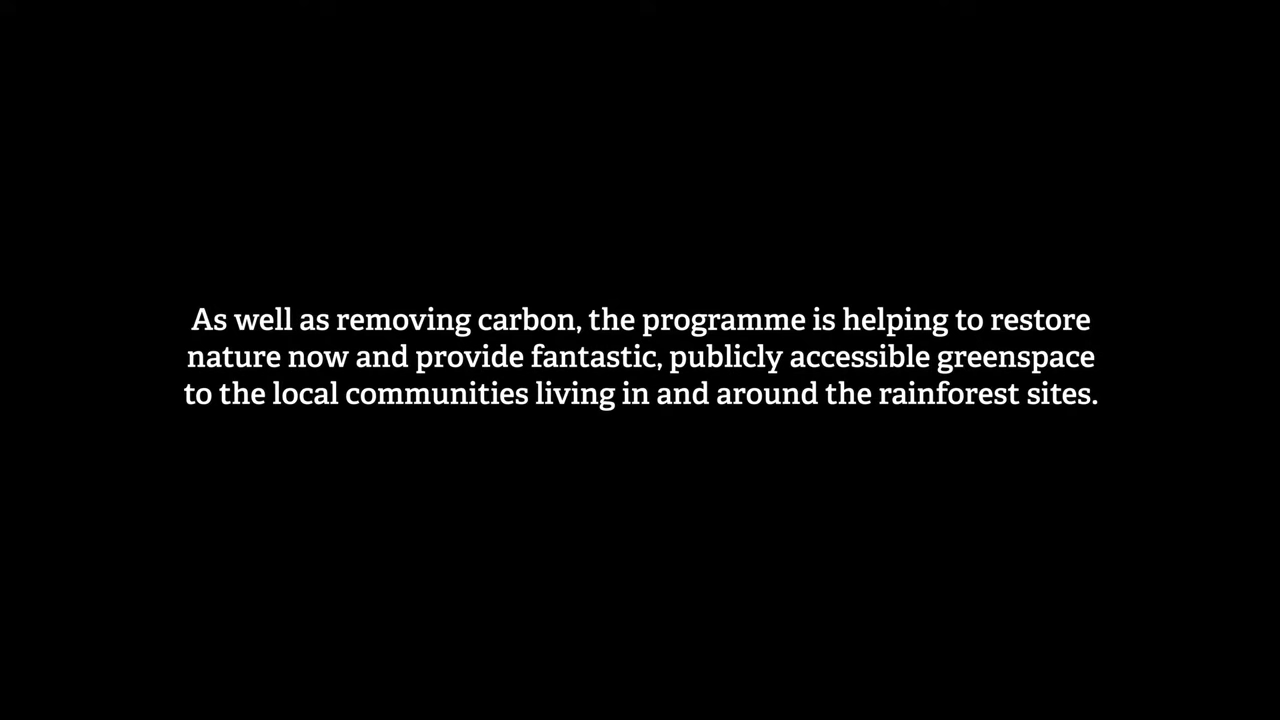 As well as removing carbon, the programme is helping to restore
nature now and provide fantastic, publicly accessible greenspace
to the local communities living in and around the rainforest sites.